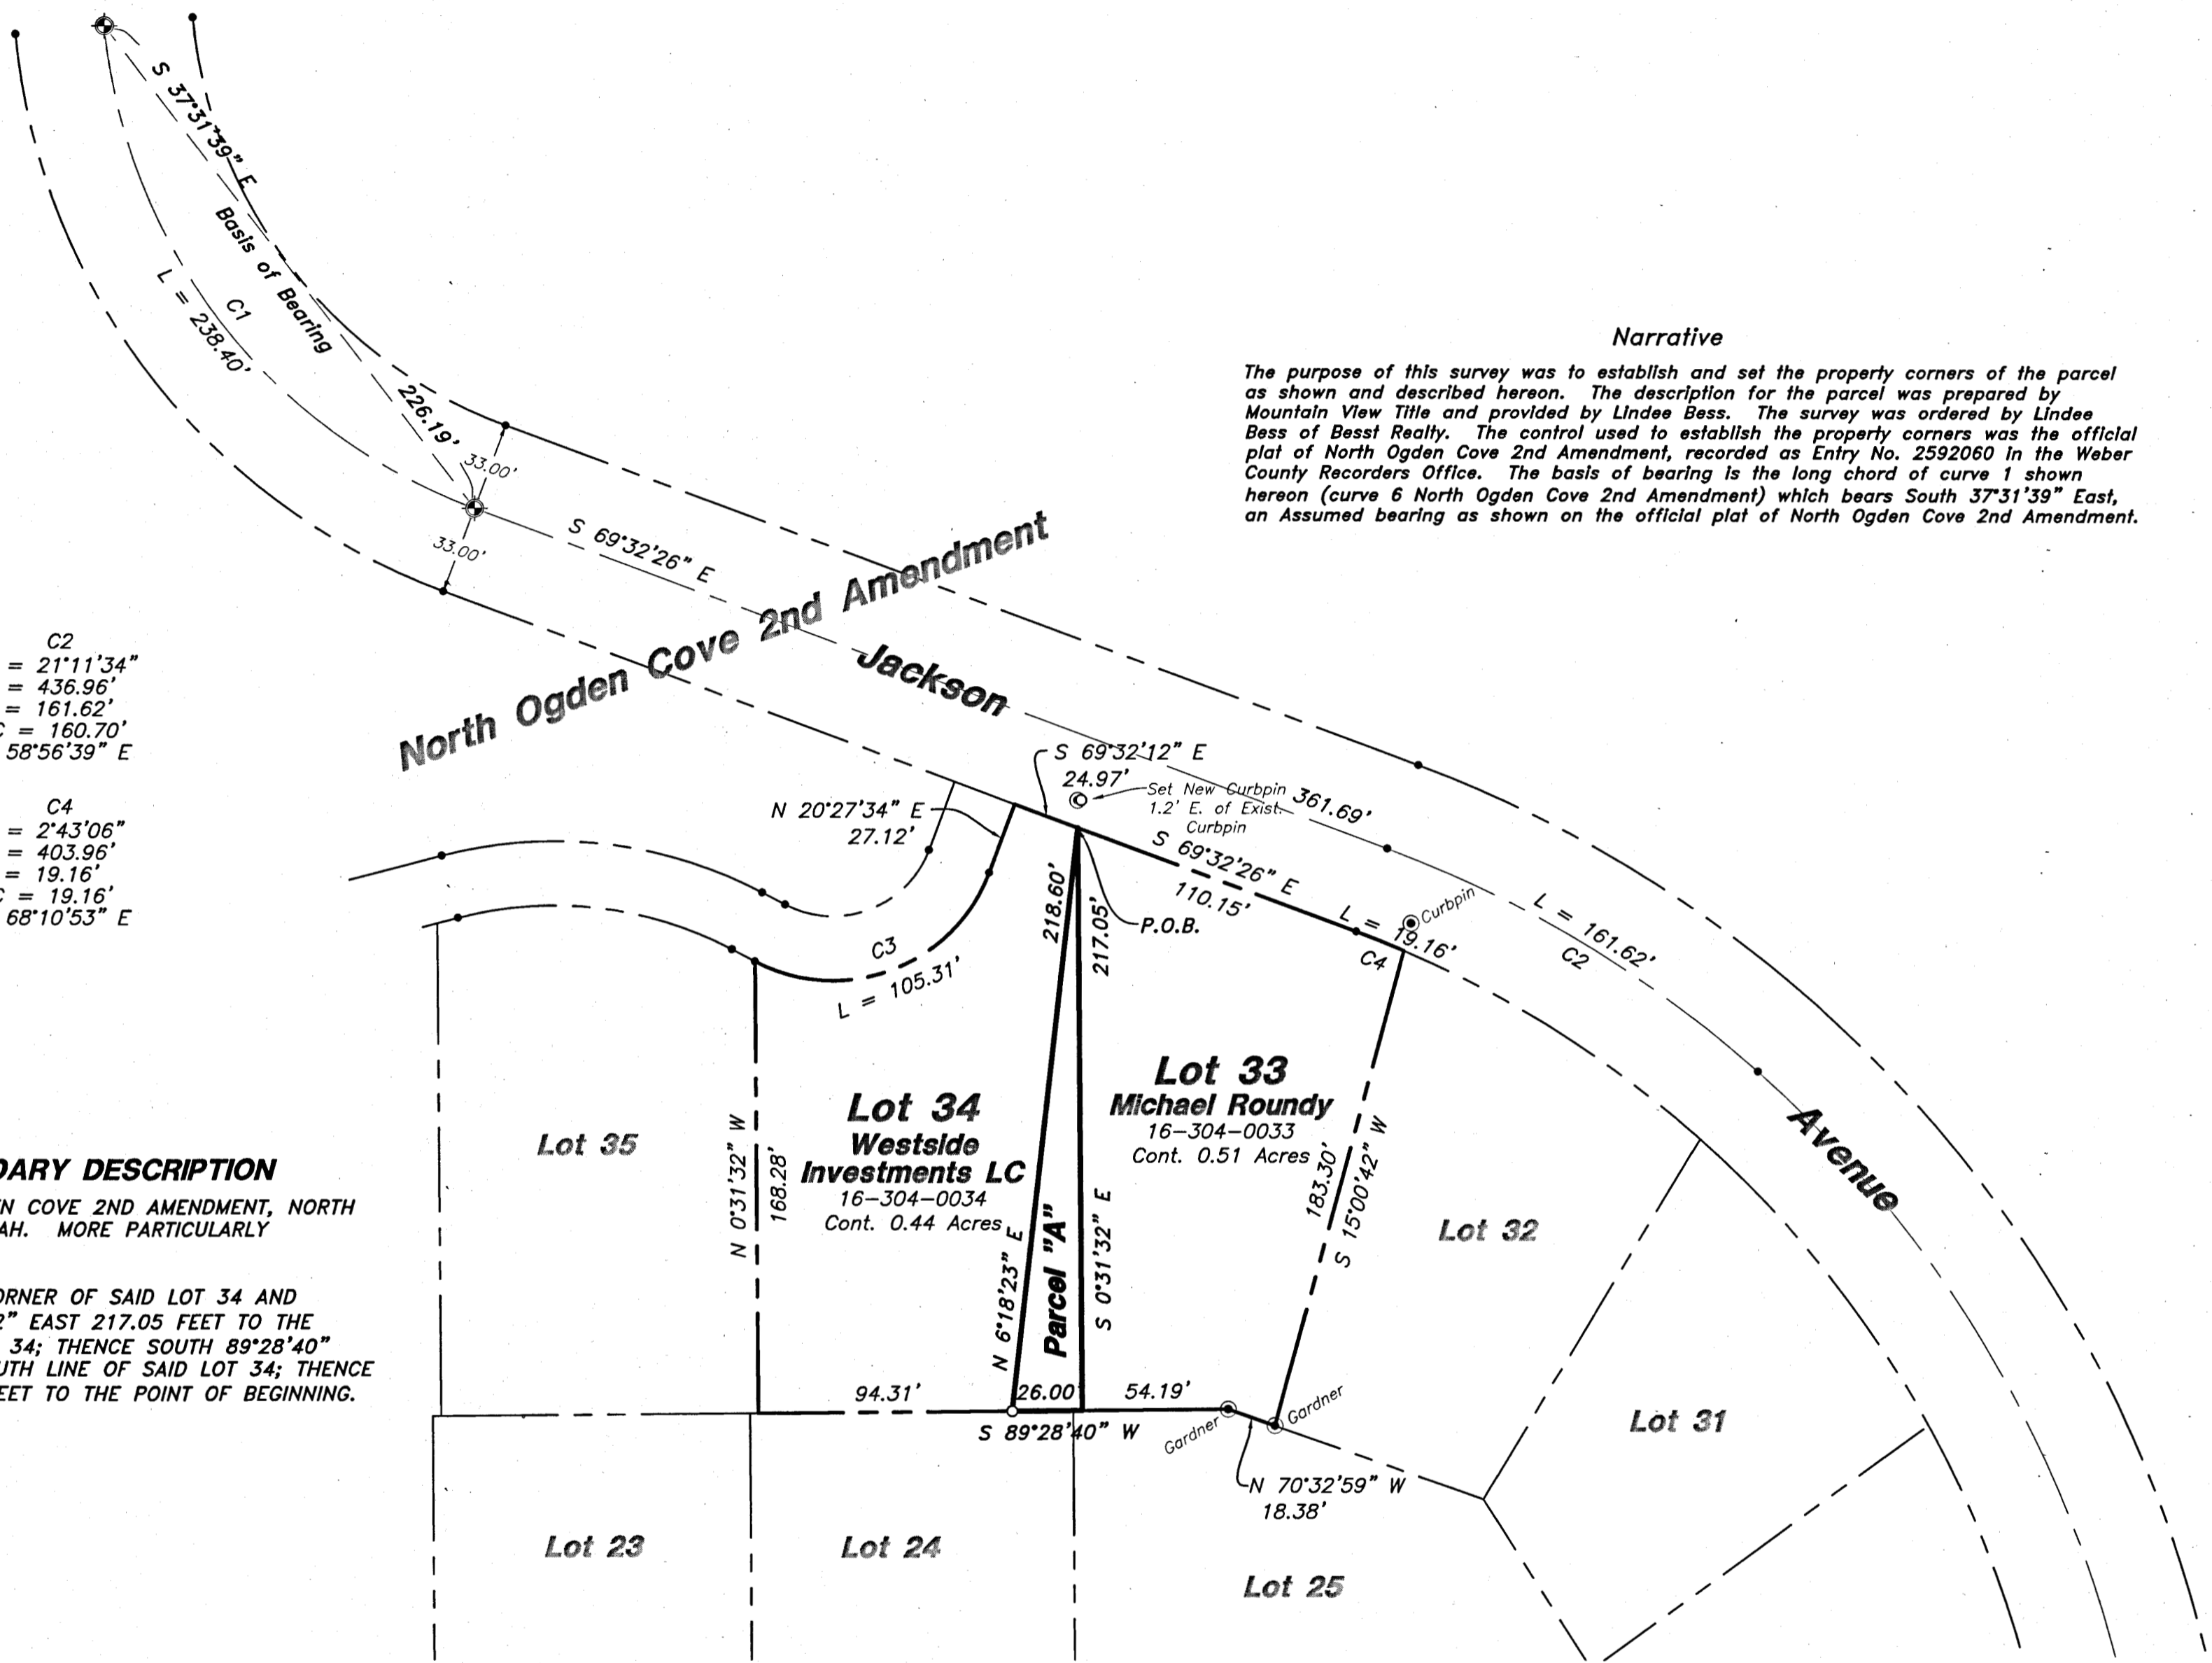 S 37°31'39" E
Basis of Bearing
226.19'
C1
L = 238.40'
33.00'
33.00'
S 69°32'26" E
North Ogden Cove 2nd Amendment
Jackson
Avenue
Narrative
The purpose of this survey was to establish and set the property corners of the parcel
as shown and described hereon. The description for the parcel was prepared by
Mountain View Title and provided by Lindee Bess. The survey was ordered by Lindee
Bess of Besst Realty. The control used to establish the property corners was the official
plat of North Ogden Cove 2nd Amendment, recorded as Entry No. 2592060 in the Weber
County Recorders Office. The basis of bearing is the long chord of curve 1 shown
hereon (curve 6 North Ogden Cove 2nd Amendment) which bears South 37°31'39" East,
an Assumed bearing as shown on the official plat of North Ogden Cove 2nd Amendment.
C2
= 21°11'34"
= 436.96'
= 161.62'
C = 160.70'
58°56'39" E
C4
= 2°43'06"
= 403.96'
= 19.16'
C = 19.16'
68°10'53" E
S 69°32'12" E
24.97'
Set New Curbpin
1.2' E. of Exist.
Curbpin
361.69'
N 20°27'34" E
27.12'
S 69°32'26" E
110.15'
L = 19.16'
C4
Curbpin
L = 161.62'
C2
P.O.B.
218.60'
217.05'
C3
L = 105.31'
Lot 35
N 0°31'32" W
168.28'
Lot 34
Westside
Investments LC
16-304-0034
Cont. 0.44 Acres
N 6°18'23" E
Parcel "A"
S 0°31'32" E
Lot 33
Michael Roundy
16-304-0033
Cont. 0.51 Acres
183.30'
S 15°00'42" W
Lot 32
Lot 31
DARY DESCRIPTION
N COVE 2ND AMENDMENT, NORTH
AH. MORE PARTICULARLY
ORNER OF SAID LOT 34 AND
2" EAST 217.05 FEET TO THE
34; THENCE SOUTH 89°28'40"
UTH LINE OF SAID LOT 34; THENCE
EET TO THE POINT OF BEGINNING.
94.31'
26.00
54.19'
S 89°28'40" W
Gardner
Gardner
N 70°32'59" W
18.38'
Lot 23
Lot 24
Lot 25